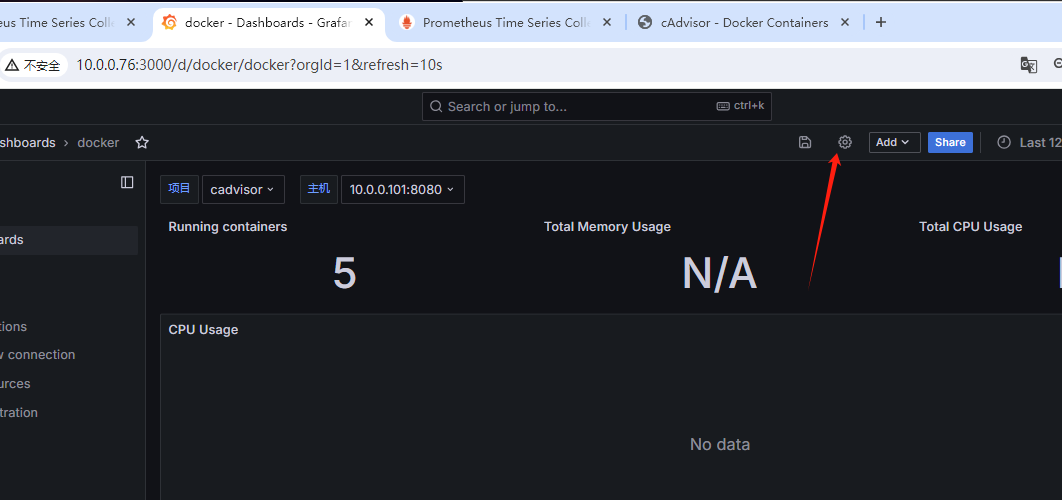 eus Time Series Coll
docker - Dashboards - Grafan
Prometheus Time Series Coll
cAdvisor - Docker Containers
不安全
10.0.0.76:3000/d/docker/docker?orgId=1&refresh=10s
Search or jump to...
ctrl+k
shboards › docker
Add
Share
Last 12
项目
cadvisor
主机
10.0.0.101:8080
Running containers
Total Memory Usage
Total CPU Usage
ards
5
N/A
CPU Usage
tions
w connection
urces
tration
No data